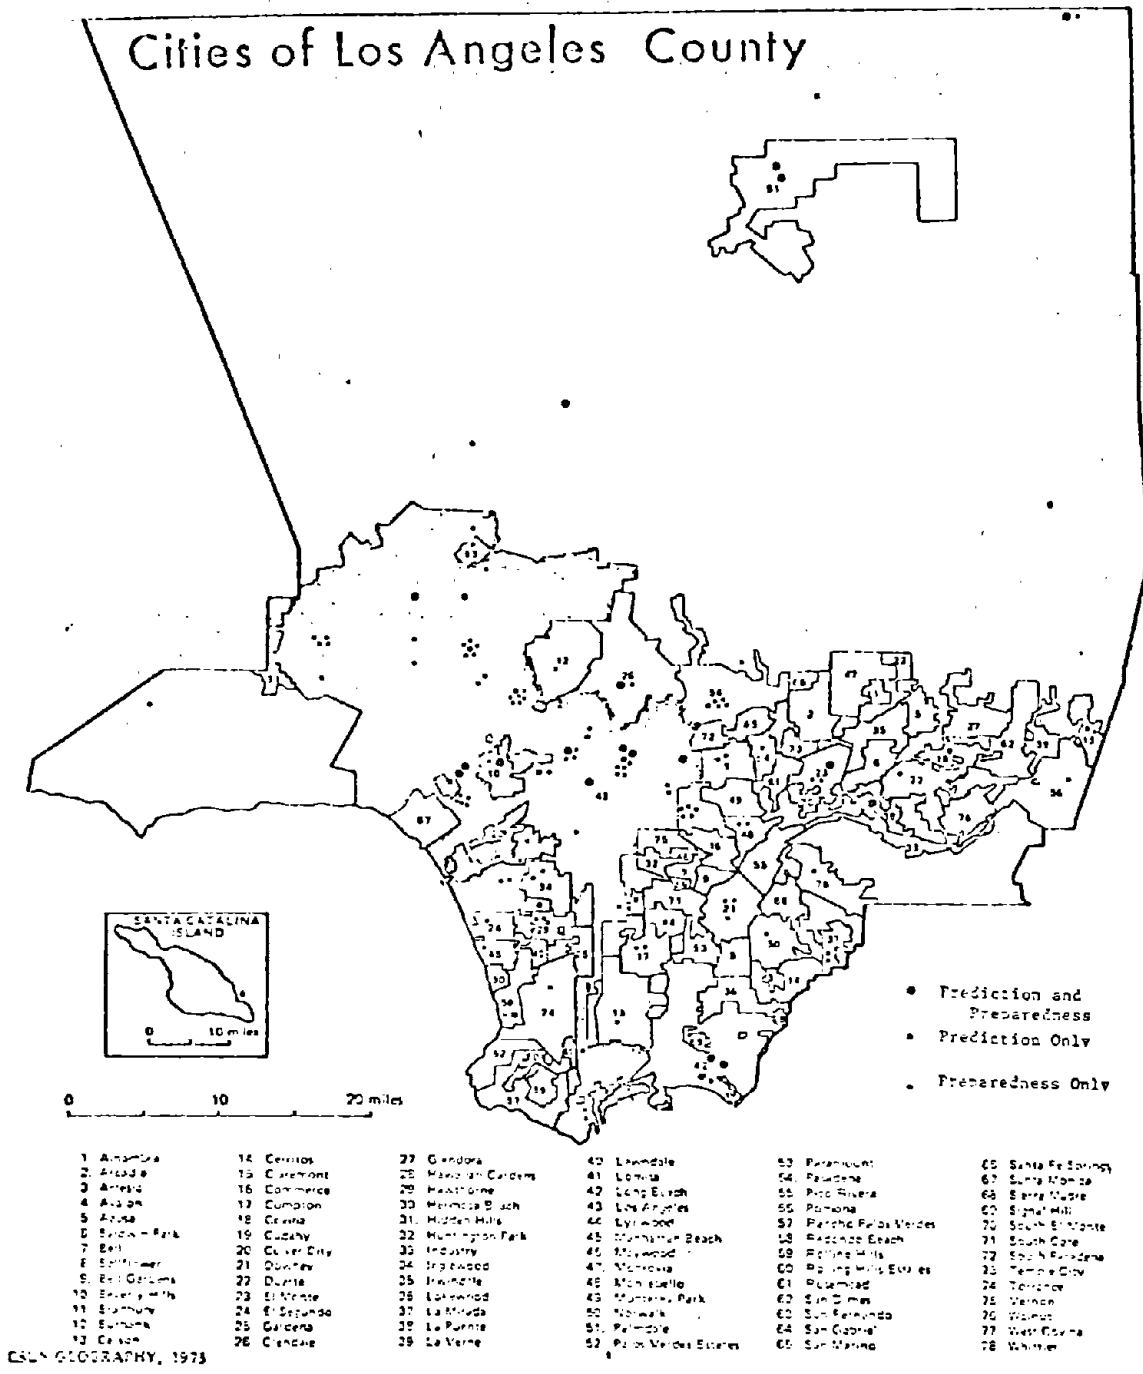 Cities of Los Angeles County
SANTA CATALINA
ISLAND
0 10 miles
0 10 20 miles
Prediction and
Preparedness
Prediction Only
Preparedness Only
1 Alhambra
2. Arcadia
3 Artesia
4 Avalon
5 Azusa
6 Baldwin Park
7 Bell
8 Bellflower
9. Bell Gardens
10 Beverly Hills
11 Bradbury
12 Burbank
13 Carson
14 Cerritos
15 Claremont
16 Commerce
17 Compton
18 Covina
19 Cudahy
20 Culver City
21 Downey
22 Duarte
23 El Monte
24 El Segundo
25 Gardena
26 Glendale
27 Glendora
28 Hawaiian Gardens
29 Hawthorne
30 Hermosa Beach
31. Hidden Hills
32 Huntington Park
33 Industry
34 Inglewood
35 Irwindale
36 Lakewood
37 La Mirada
38 La Puente
39 La Verne
40 Lawndale
41 Lomita
42 Long Beach
43 Los Angeles
44 Lynwood
45 Manhattan Beach
46 Maywood
47. Monrovia
48 Montebello
49 Monterey Park
50 Norwalk
51. Palmdale
52. Palos Verdes Estates
53 Paramount
54. Pasadena
55 Pico Rivera
56 Pomona
57 Rancho Palos Verdes
58 Redondo Beach
59 Rolling Hills
60 Rolling Hills Estates
61 Rosemead
62 San Dimas
63 San Fernando
64 San Gabriel
65 San Marino
66 Santa Fe Springs
67 Santa Monica
68 Sierra Madre
69 Signal Hill
70 South El Monte
71 South Gate
72 South Pasadena
73 Temple City
74 Torrance
75 Vernon
76 Walnut
77 West Covina
78 Whittier
CSUN GEOGRAPHY, 1975